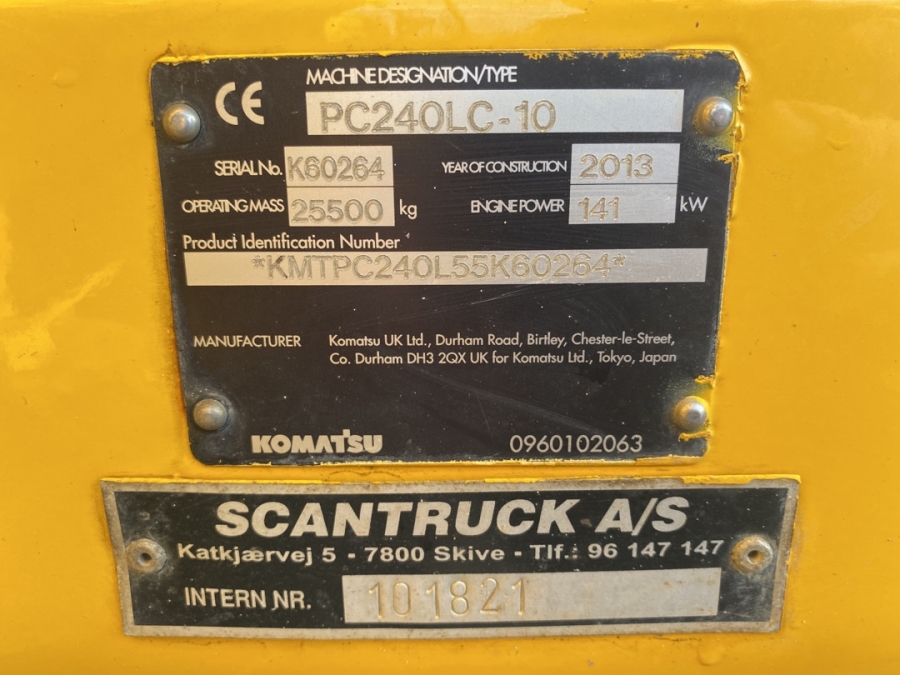 CE
MACHINE DESIGNATION/TYPE
PC240LC-10
SERIAL No. K60264 YEAR OF CONSTRUCTION 2013
OPERATING MASS 25500 kg ENGINE POWER 141 kW
Product Identification Number
*KMTPC240L55K60264*
MANUFACTURER Komatsu UK Ltd., Durham Road, Birtley, Chester-le-Street,
Co. Durham DH3 2QX UK for Komatsu Ltd., Tokyo, Japan
KOMATSU 0960102063
SCANTRUCK A/S
Katkjærvej 5 - 7800 Skive - Tlf.: 96 147 147
INTERN NR. 101821